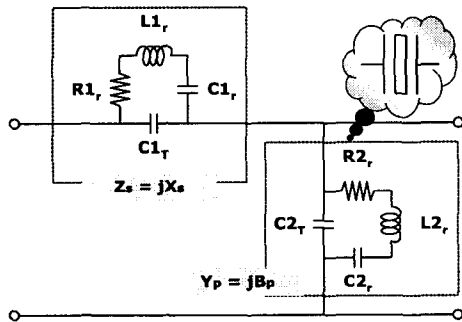 L1r
R1r
C1r
C1T
Zs = jXs
R2r
C2T
L2r
C2r
Yp = jBp